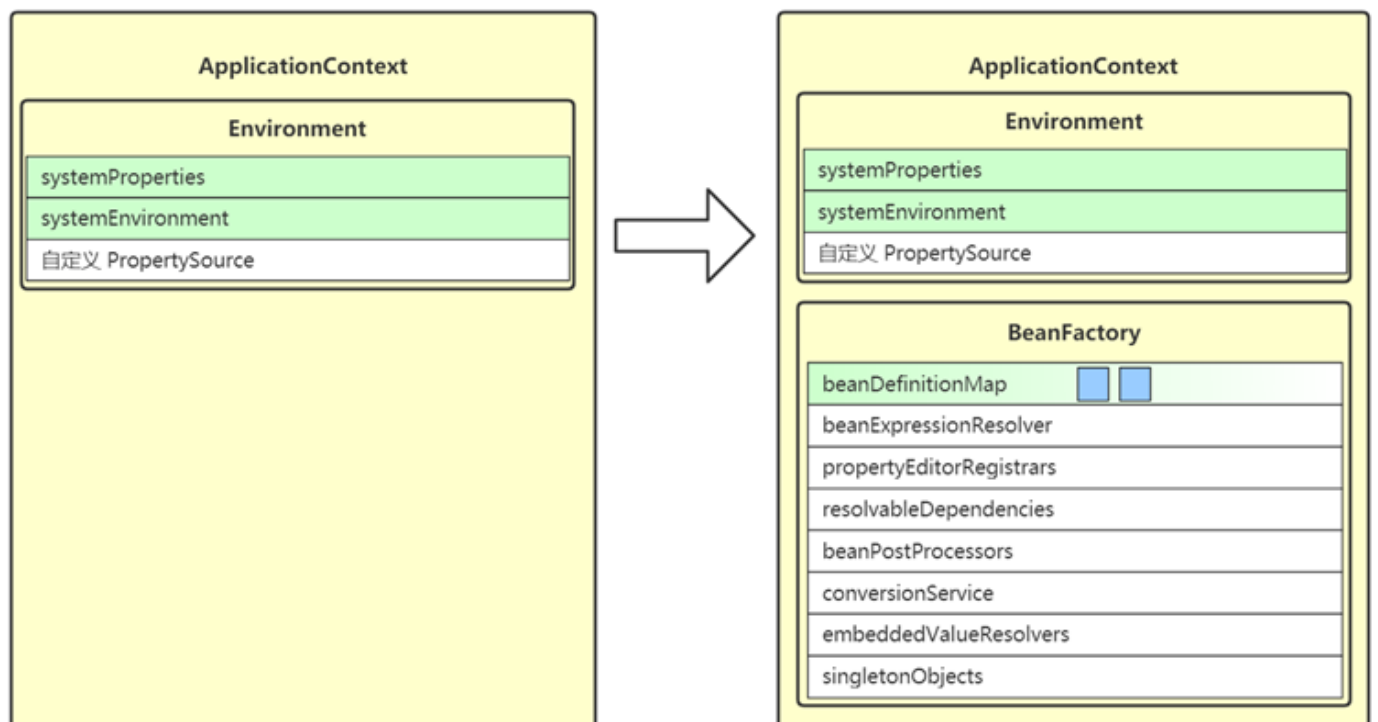 ApplicationContext
Environment
systemProperties
systemEnvironment
自定义 PropertySource
ApplicationContext
Environment
systemProperties
systemEnvironment
自定义 PropertySource
BeanFactory
beanDefinitionMap
beanExpressionResolver
propertyEditorRegistrars
resolvableDependencies
beanPostProcessors
conversionService
embeddedValueResolvers
singletonObjects